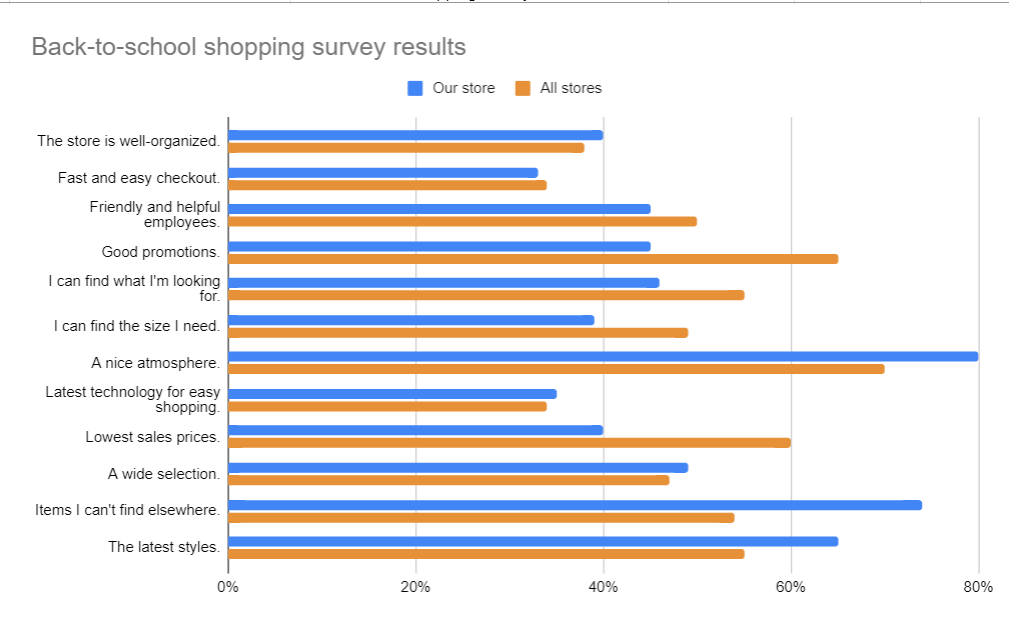 Back-to-school shopping survey results
Our store
All stores
The store is well-organized.
Fast and easy checkout.
Friendly and helpful
employees.
Good promotions.
I can find what I'm looking
for.
I can find the size I need.
A nice atmosphere.
Latest technology for easy
shopping.
Lowest sales prices.
A wide selection.
Items I can't find elsewhere.
The latest styles.
0%
20%
40%
60%
80%